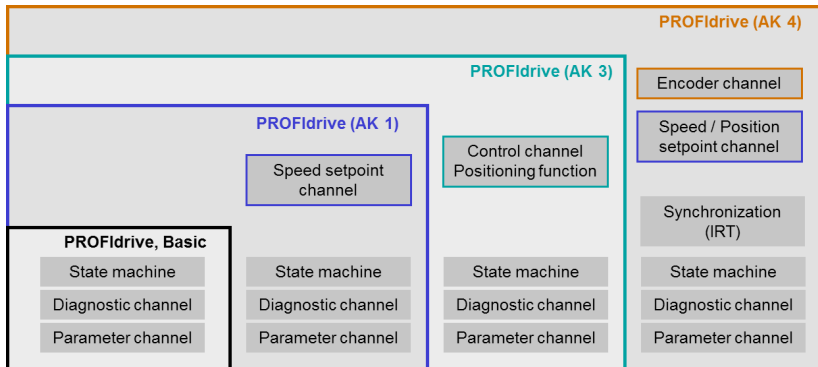 PROFIdrive (AK 4)
PROFIdrive (AK 3)
Encoder channel
PROFIdrive (AK 1)
Speed / Position
setpoint channel
Control channel
Positioning function
Speed setpoint
channel
Synchronization
(IRT)
PROFIdrive, Basic
State machine
State machine
State machine
State machine
Diagnostic channel
Diagnostic channel
Diagnostic channel
Diagnostic channel
Parameter channel
Parameter channel
Parameter channel
Parameter channel